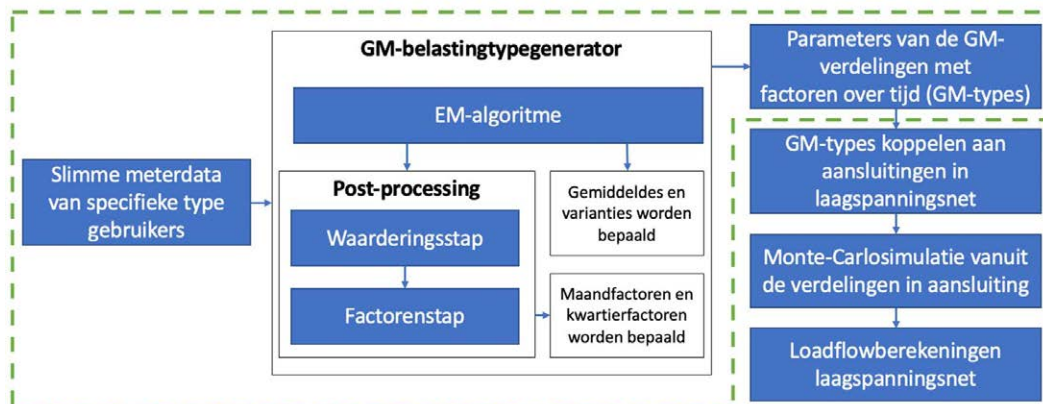 GM-belastingtypegenerator
EM-algoritme
Slimme meterdata
van specifieke type
gebruikers
Post-processing
Waarderingsstap
Factorenstap
Gemiddeldes en
varianties worden
bepaald
Maandfactoren en
kwartierfactoren
worden bepaald
Parameters van de GM-
verdelingen met
factoren over tijd (GM-types)
GM-types koppelen aan
aansluitingen in
laagspanningsnet
Monte-Carlosimulatie vanuit
de verdelingen in aansluiting
Loadflowberekeningen
laagspanningsnet